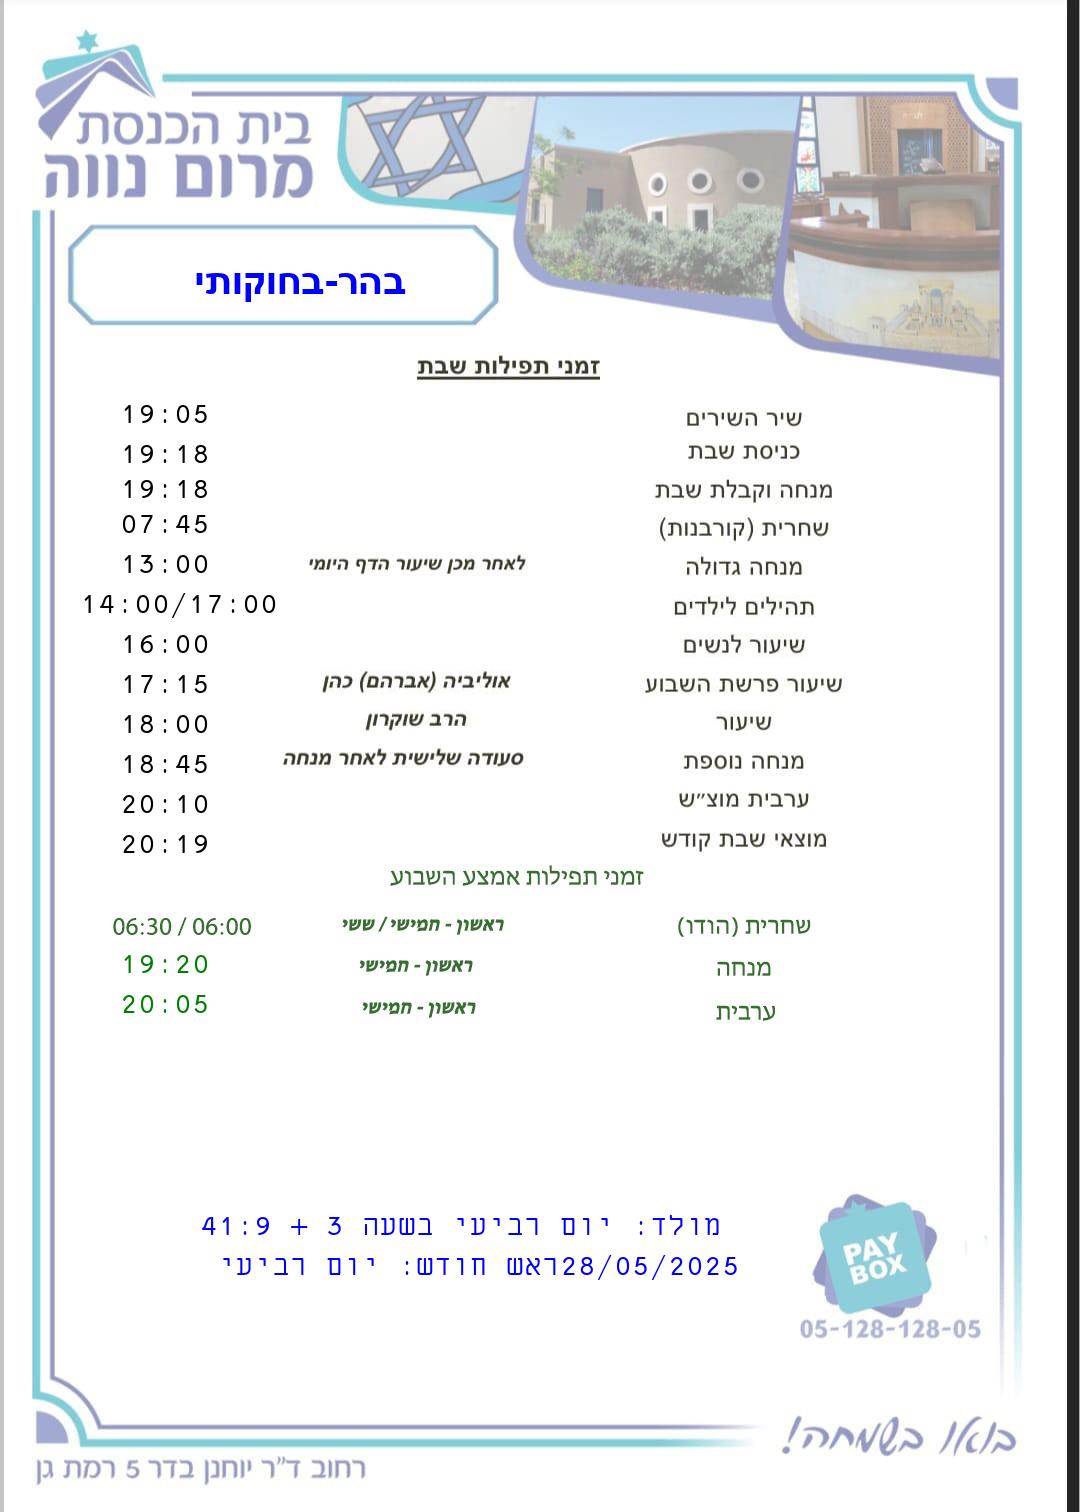 בית הכנסת
מרום נווה
בהר-בחוקותי
זמני תפילות שבת
שיר השירים 19:05
כניסת שבת 19:18
מנחה וקבלת שבת 19:18
שחרית (קורבנות) 07:45
מנחה גדולה לאחר מכן שיעור הדף היומי 13:00
תהילים לילדים 14:00/17:00
שיעור לנשים 16:00
שיעור פרשת השבוע אוליביה (אברהם) כהן 17:15
שיעור הרב שוקרון 18:00
מנחה נוספת סעודה שלישית לאחר מנחה 18:45
ערבית מוצ״ש 20:10
מוצאי שבת קודש 20:19
זמני תפילות אמצע השבוע
שחרית (הודו) ראשון - חמישי / ששי 06:30 / 06:00
מנחה ראשון - חמישי 19:20
ערבית ראשון - חמישי 20:05
מולד: יום רביעי בשעה 3 + 41:9
28/05/2025ראש חודש: יום רביעי
PAY
BOX
05-128-128-05
בואו בשמחה!
רחוב ד"ר יוחנן בדר 5 רמת גן